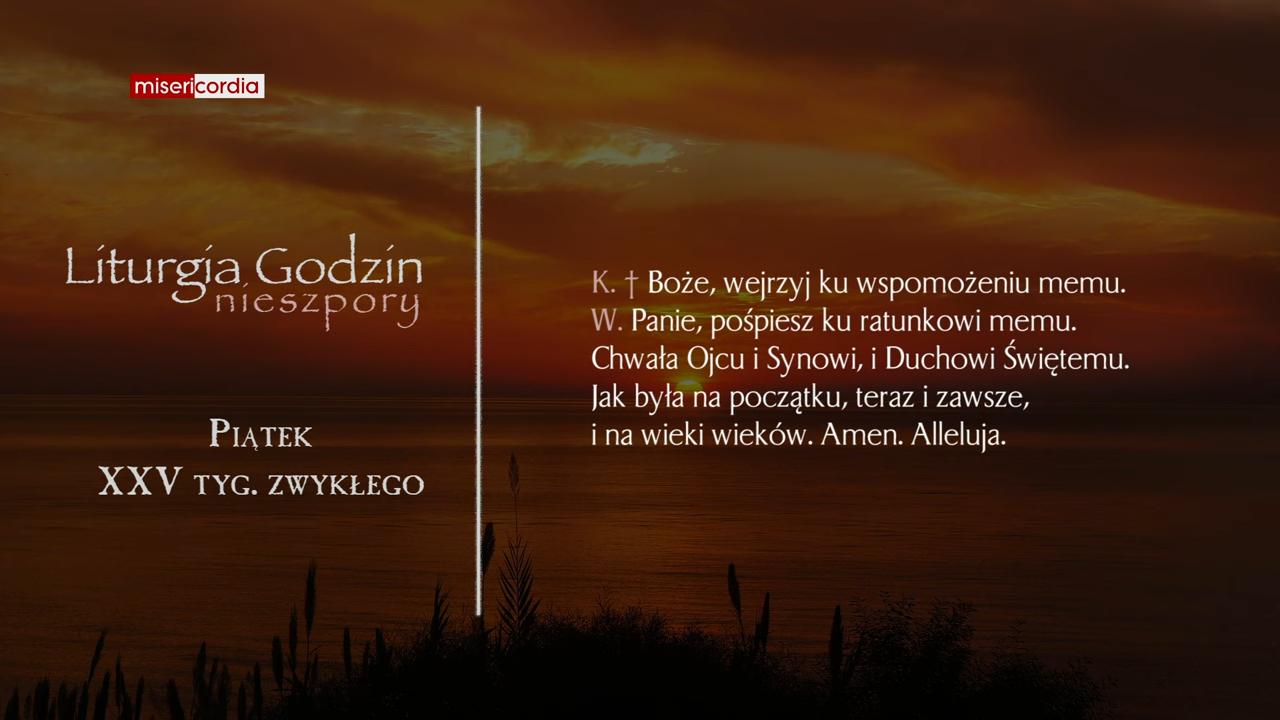 misericordia
Liturgia Godzin
nieszpory
Piątek
XXV tyg. zwykłego
K. † Boże, wejrzyj ku wspomożeniu memu.
W. Panie, pośpiesz ku ratunkowi memu.
Chwała Ojcu i Synowi, i Duchowi Świętemu.
Jak była na początku, teraz i zawsze,
i na wieki wieków. Amen. Alleluja.